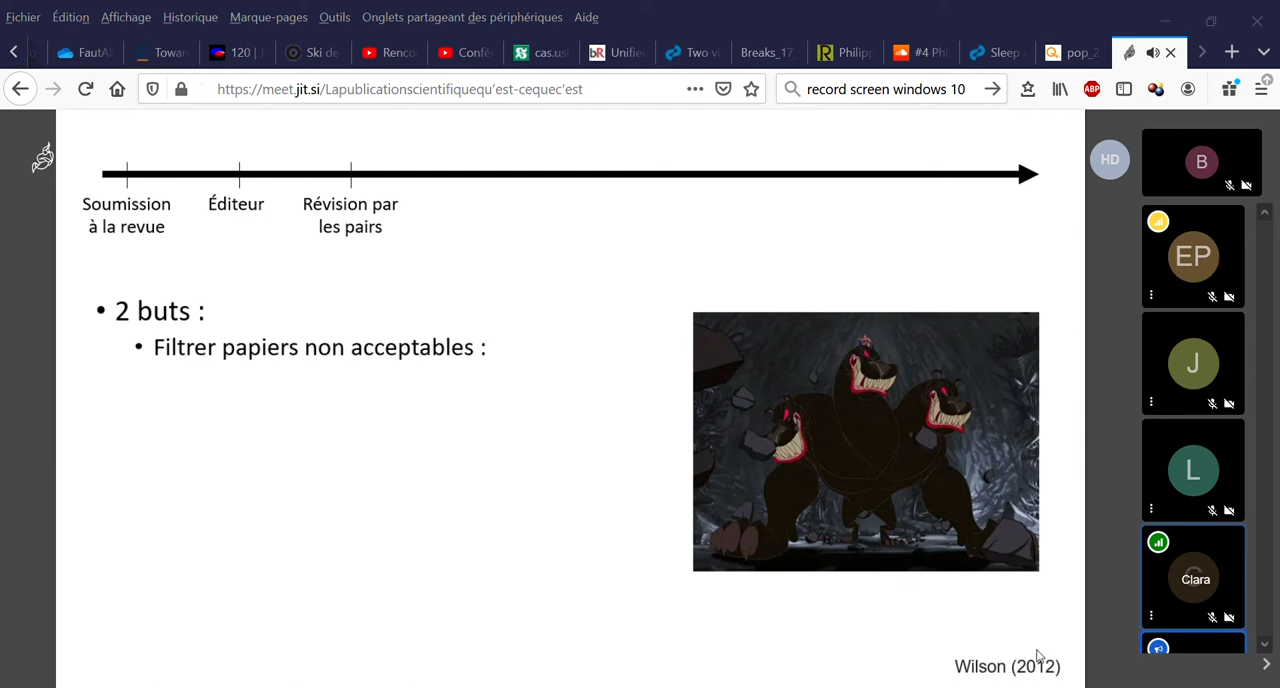 Fichier Édition Affichage Historique Marque-pages Outils Onglets partageant des périphériques Aide
FautAl Towar 120 | J Ski de Renco Confé cas.us bR Unifie Two v Breaks_17, Philip #4 Ph Sleep pop_2
https://meet.jit.si/Lapublicationscientifiquequ'est-cequec'est
record screen windows 10
ABP
Soumission
à la revue
Éditeur
Révision par
les pairs
• 2 buts :
• Filtrer papiers non acceptables :
Wilson (2012)
HD
B
EP
J
L
Clara